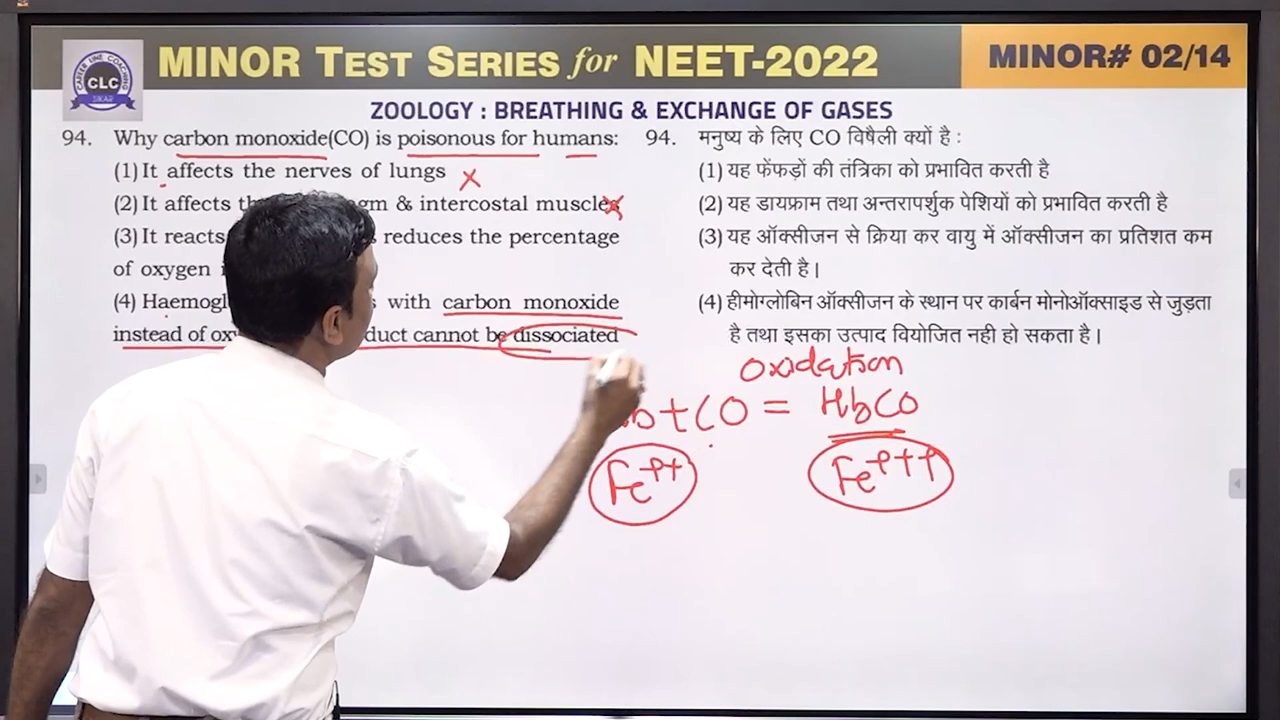 MINOR TEST SERIES for NEET-2022
MINOR# 02/14
CAREER LINE COACHING
CLC
SIKAR
ZOOLOGY : BREATHING & EXCHANGE OF GASES
94. Why carbon monoxide(CO) is poisonous for humans:
(1) It affects the nerves of lungs
(2) It affects & intercostal muscles
(3) It reacts reduces the percentage
of oxygen
(4) with carbon monoxide
instead of cannot be dissociated
94. मनुष्य के लिए CO विषैली क्यों है :
(1) यह फेंफड़ों की तंत्रिका को प्रभावित करती है
(2) यह डायफ्राम तथा अन्तरापर्शुक पेशियों को प्रभावित करती है
(3) यह ऑक्सीजन से क्रिया कर वायु में ऑक्सीजन का प्रतिशत कम
कर देती है।
(4) हीमोग्लोबिन ऑक्सीजन के स्थान पर कार्बन मोनोऑक्साइड से जुड़ता
है तथा इसका उत्पाद वियोजित नही हो सकता है।
oxidation
+ CO = HbCO
Fe++ Fe+++